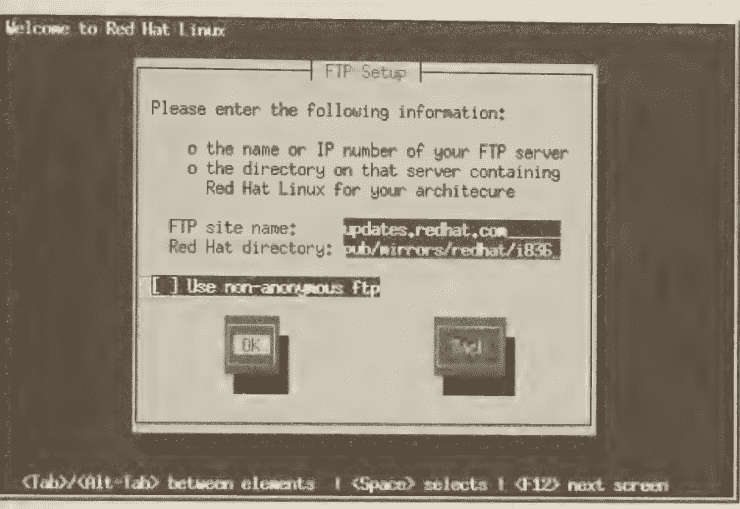 Welcome to Red Hat Linux
FTP Setup
Please enter the following information:
o the name or IP number of your FTP server
o the directory on that server containing
Red Hat Linux for your architecure
FTP site name: updates.redhat.com
Red Hat directory: pub/mirrors/redhat/i836
[ ] Use non-anonymous ftp
OK
<Tab>/<Alt-Tab> between elements | <Space> selects | <F12> next screen